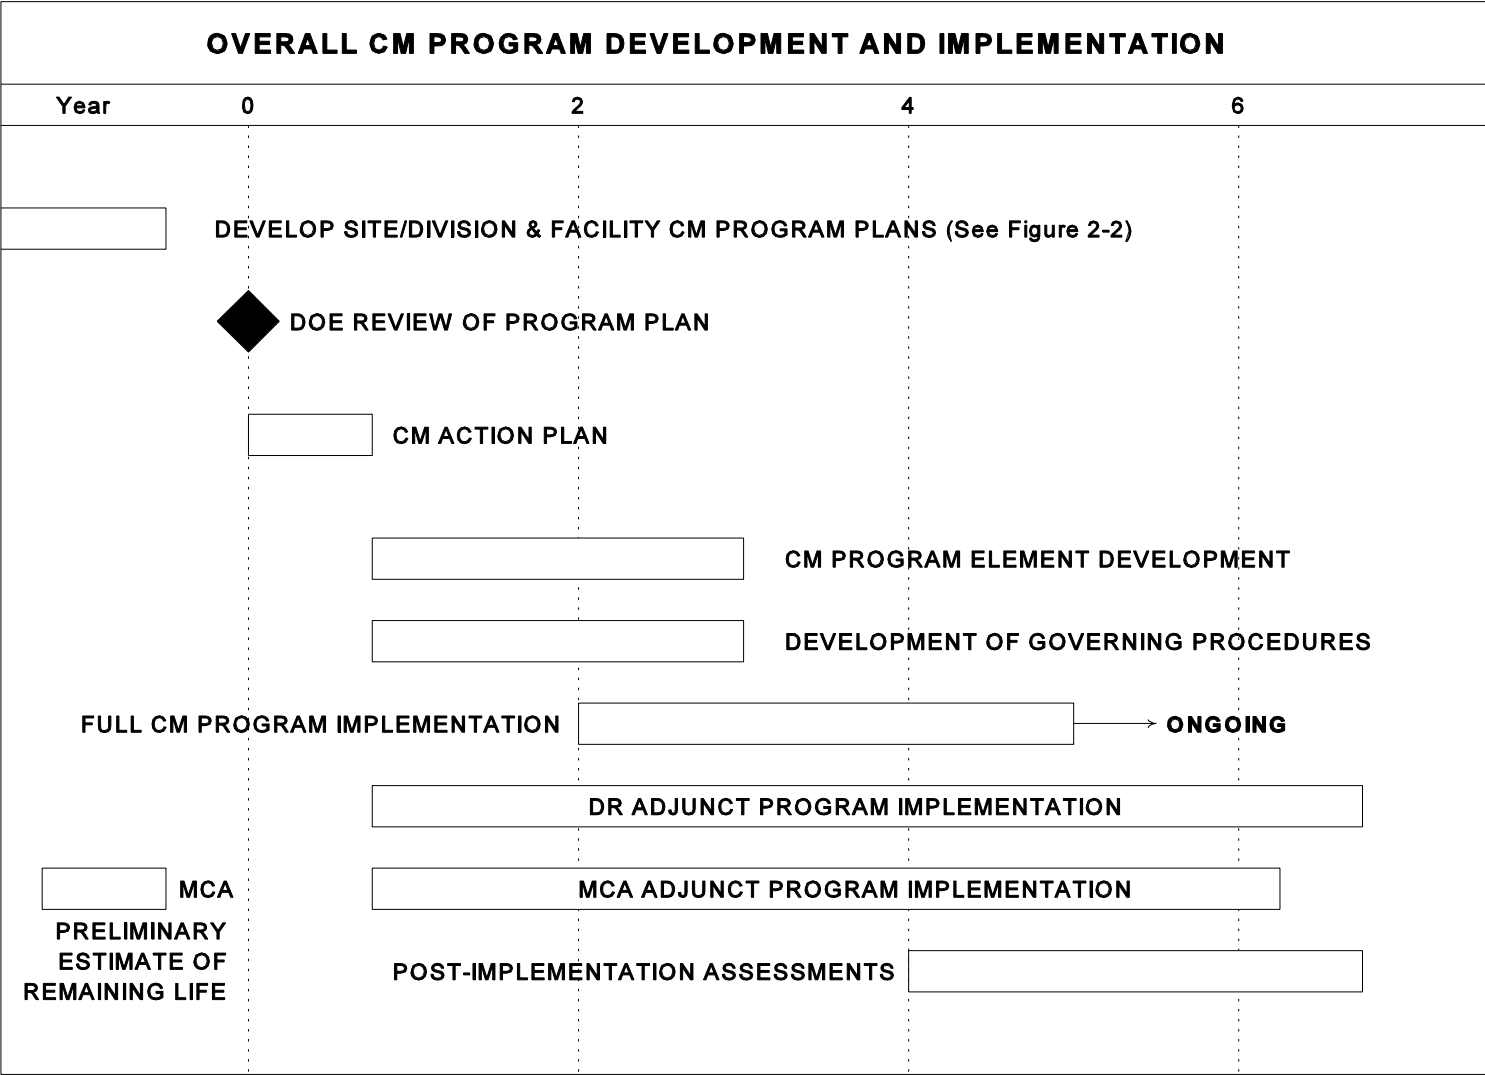 OVERALL CM PROGRAM DEVELOPMENT AND IMPLEMENTATION
Year 0 2 4 6
DEVELOP SITE/DIVISION & FACILITY CM PROGRAM PLANS (See Figure 2-2)
DOE REVIEW OF PROGRAM PLAN
CM ACTION PLAN
CM PROGRAM ELEMENT DEVELOPMENT
DEVELOPMENT OF GOVERNING PROCEDURES
FULL CM PROGRAM IMPLEMENTATION ONGOING
DR ADJUNCT PROGRAM IMPLEMENTATION
MCA MCA ADJUNCT PROGRAM IMPLEMENTATION
PRELIMINARY
ESTIMATE OF
REMAINING LIFE
POST-IMPLEMENTATION ASSESSMENTS